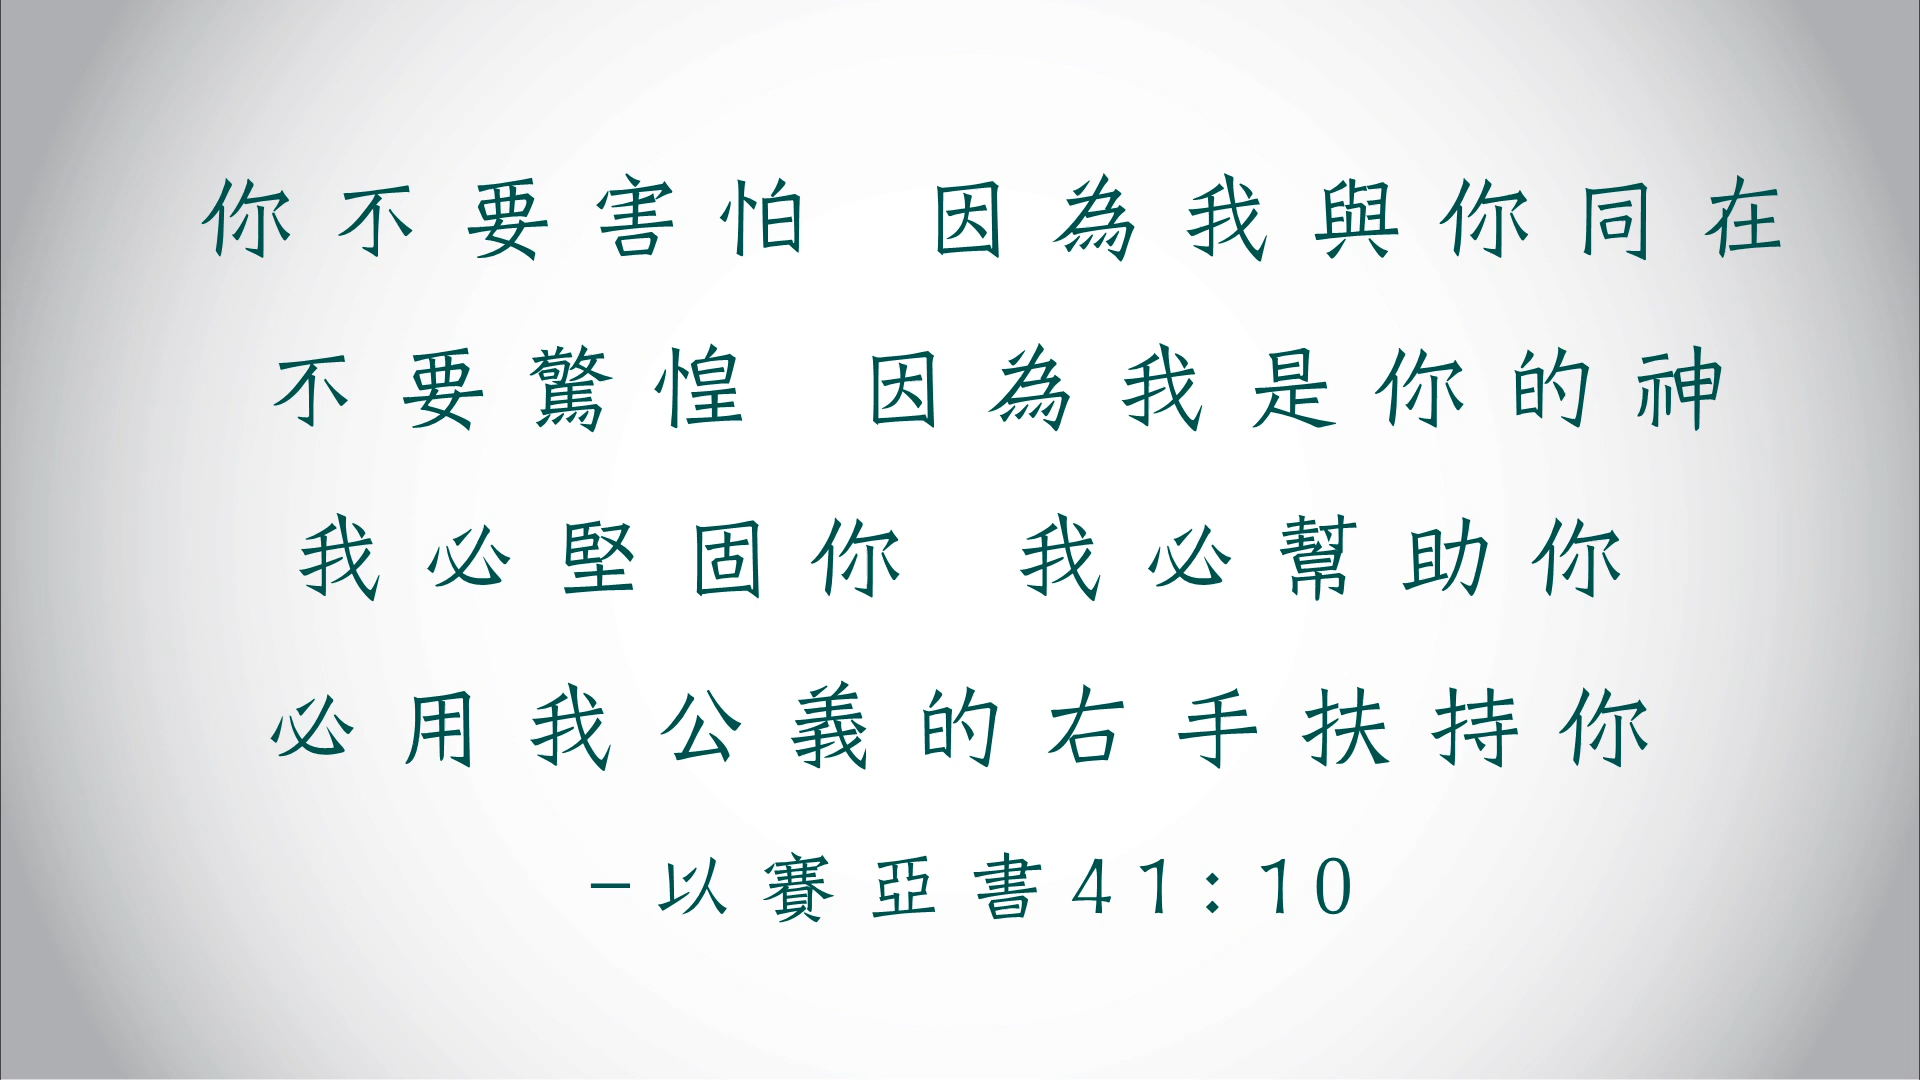 你不要害怕 因為我與你同在
不要驚惶 因為我是你的神
我必堅固你 我必幫助你
必用我公義的右手扶持你
-以賽亞書41:10